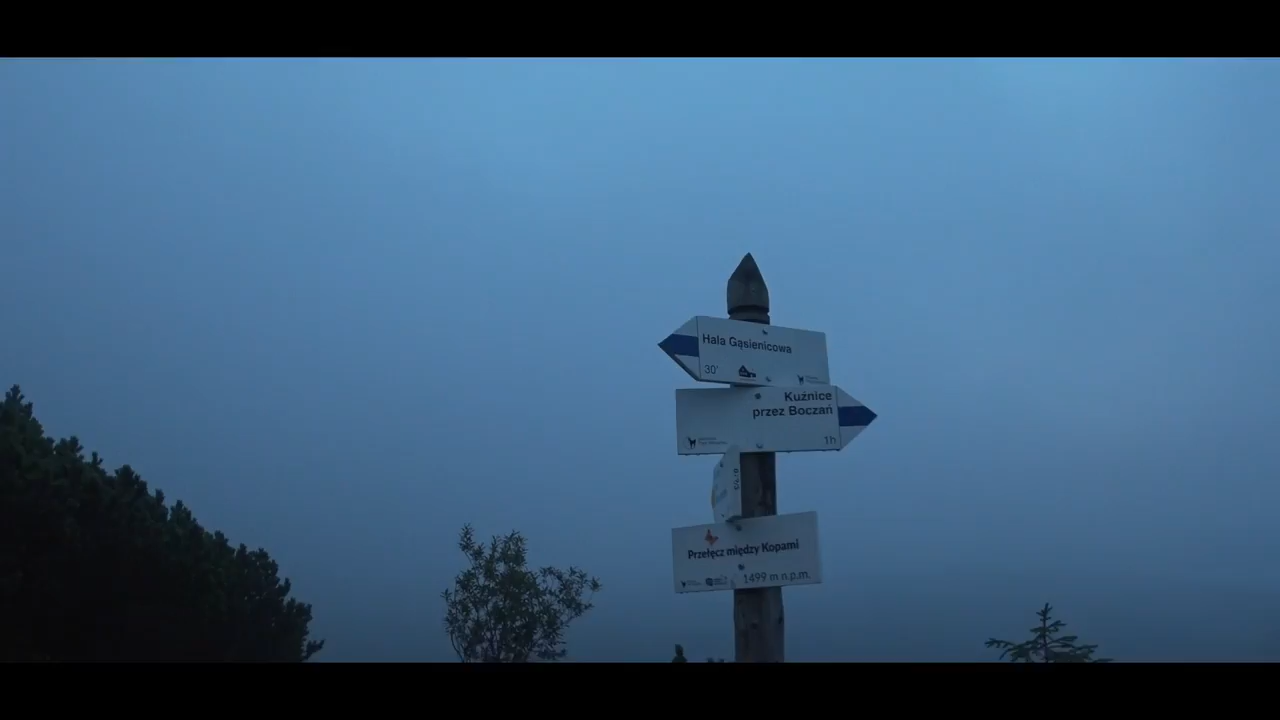 Hala Gąsienicowa
30'
Kuźnice
przez Boczań
1h
Przełęcz między Kopami
1499 m n.p.m.